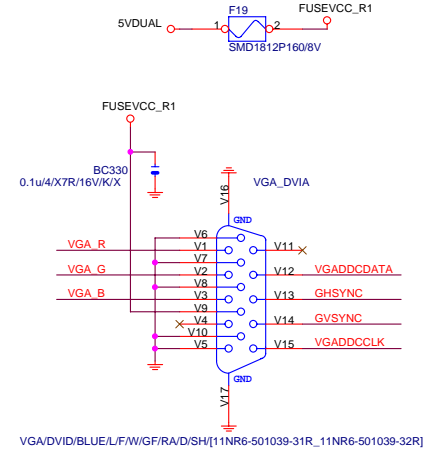 F19
FUSEVCC_R1
5VDUAL
1
2
SMD1812P160/8V
FUSEVCC_R1
BC330
0.1u/4/X7R/16V/K/X
V16
VGA_DVIA
GND
V6
VGA_R
V1
V11
V7
VGA_G
V2
V12
VGADDCDATA
V8
VGA_B
V3
V13
GHSYNC
V9
V4
V14
GVSYNC
V10
V5
V15
VGADDCCLK
GND
V17
VGA/DVID/BLUE/L/F/W/GF/RA/D/SH/[11NR6-501039-31R_11NR6-501039-32R]